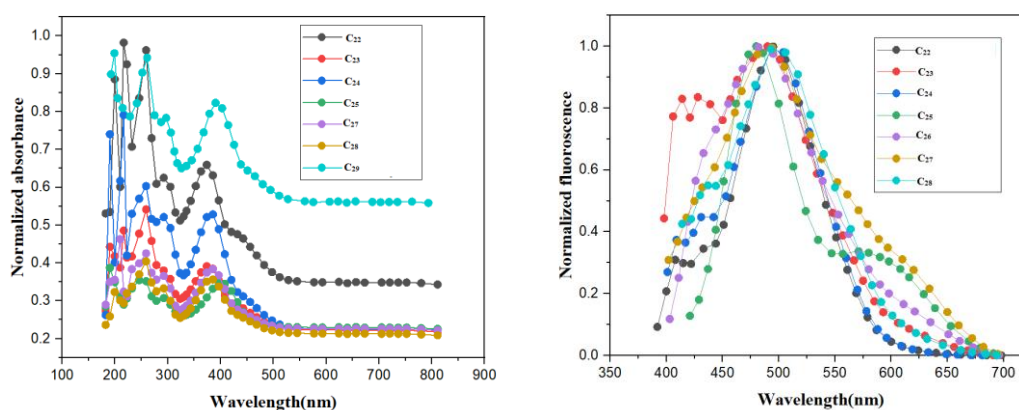 Normalized absorbance
1.0
0.9
0.8
0.7
0.6
0.5
0.4
0.3
0.2
100
200
300
400
500
600
700
800
900
Wavelength(nm)
C22
C23
C24
C25
C27
C28
C29
Normalized fluorescence
1.0
0.8
0.6
0.4
0.2
0.0
350
400
450
500
550
600
650
700
Wavelength(nm)
C22
C23
C24
C25
C26
C27
C28